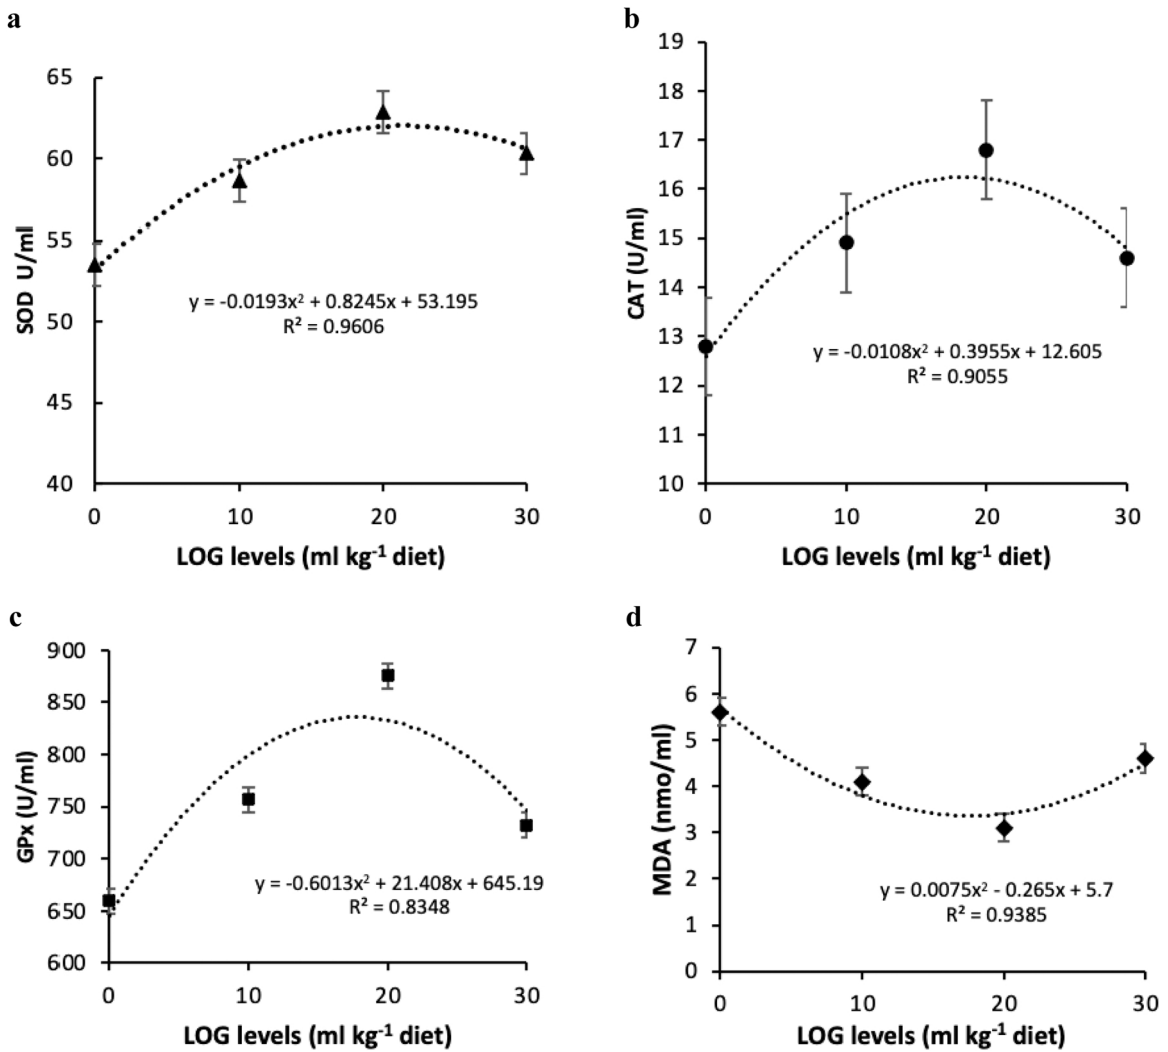 a
65
60
55
50
45
40
SOD U/ml
y = -0.0193x² + 0.8245x + 53.195
R² = 0.9606
0 10 20 30
LOG levels (ml kg⁻¹ diet)
b
19
18
17
16
15
14
13
12
11
10
CAT (U/ml)
y = -0.0108x² + 0.3955x + 12.605
R² = 0.9055
0 10 20 30
LOG levels (ml kg⁻¹ diet)
c
900
850
800
750
700
650
600
GPx (U/ml)
y = -0.6013x² + 21.408x + 645.19
R² = 0.8348
0 10 20 30
LOG levels (ml kg⁻¹ diet)
d
7
6
5
4
3
2
1
0
MDA (nmo/ml)
y = 0.0075x² - 0.265x + 5.7
R² = 0.9385
0 10 20 30
LOG levels (ml kg⁻¹ diet)